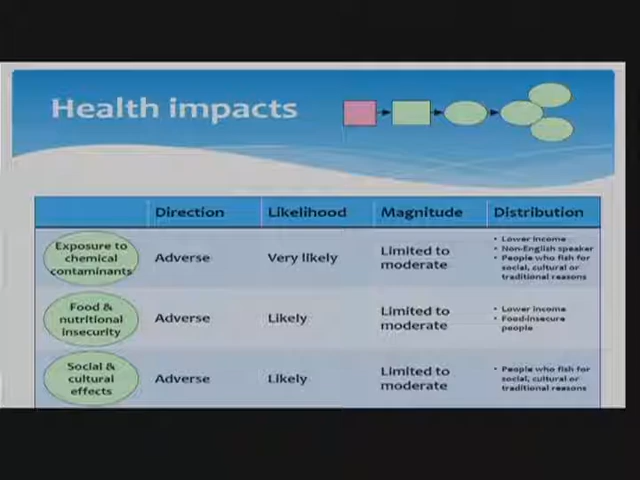 Health impacts
Direction Likelihood Magnitude Distribution
Exposure to
chemical
contaminants
Adverse
Very likely
Limited to
moderate
• Lower income
• Non-English speaker
• People who fish for
social, cultural or
traditional reasons
Food &
nutritional
insecurity
Adverse
Likely
Limited to
moderate
• Lower income
• Food-insecure
people
Social &
cultural
effects
Adverse
Likely
Limited to
moderate
• People who fish for
social, cultural or
traditional reasons